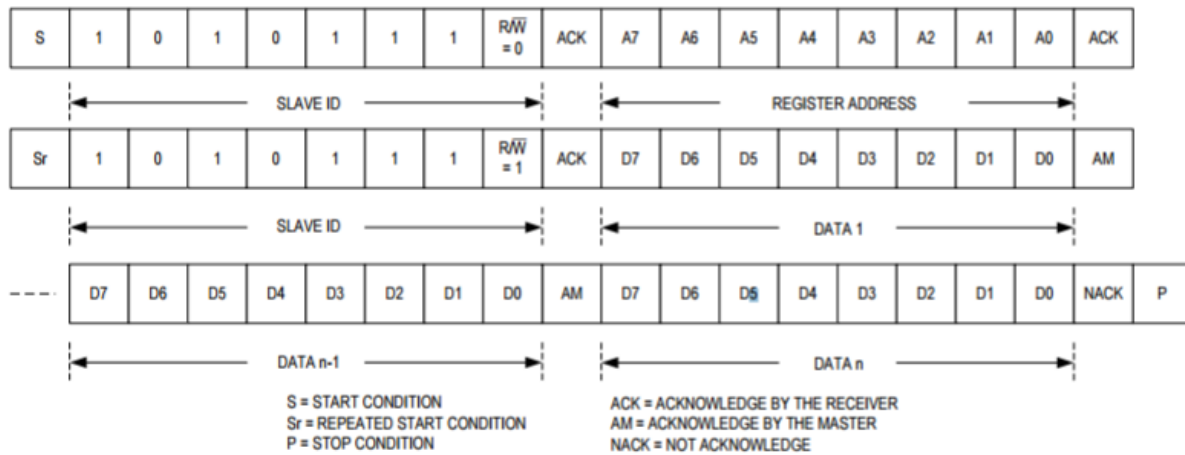 S 1 0 1 0 1 1 1 R/W̅ = 0 ACK A7 A6 A5 A4 A3 A2 A1 A0 ACK
SLAVE ID REGISTER ADDRESS
Sr 1 0 1 0 1 1 1 R/W̅ = 1 ACK D7 D6 D5 D4 D3 D2 D1 D0 AM
SLAVE ID DATA 1
D7 D6 D5 D4 D3 D2 D1 D0 AM D7 D6 D5 D4 D3 D2 D1 D0 NACK P
DATA n-1 DATA n
S = START CONDITION ACK = ACKNOWLEDGE BY THE RECEIVER
Sr = REPEATED START CONDITION AM = ACKNOWLEDGE BY THE MASTER
P = STOP CONDITION NACK = NOT ACKNOWLEDGE